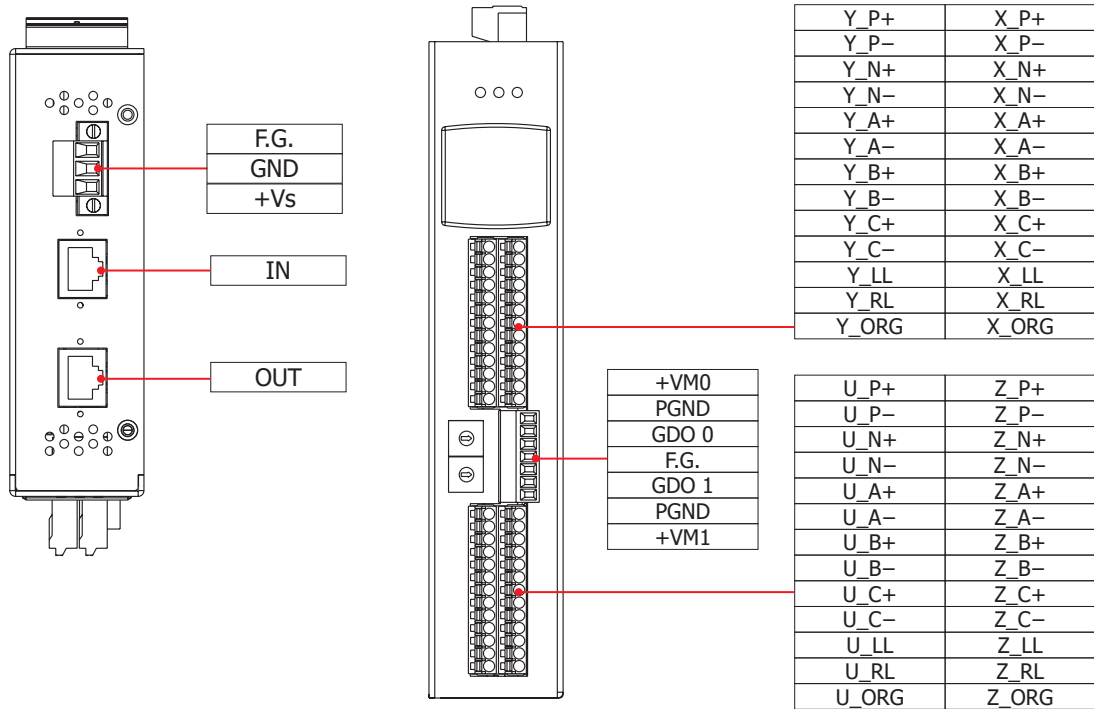 F.G.
GND
+Vs
IN
OUT
Y_P+ X_P+
Y_P− X_P−
Y_N+ X_N+
Y_N− X_N−
Y_A+ X_A+
Y_A− X_A−
Y_B+ X_B+
Y_B− X_B−
Y_C+ X_C+
Y_C− X_C−
Y_LL X_LL
Y_RL X_RL
Y_ORG X_ORG
+VM0
PGND
GDO 0
F.G.
GDO 1
PGND
+VM1
U_P+ Z_P+
U_P− Z_P−
U_N+ Z_N+
U_N− Z_N−
U_A+ Z_A+
U_A− Z_A−
U_B+ Z_B+
U_B− Z_B−
U_C+ Z_C+
U_C− Z_C−
U_LL Z_LL
U_RL Z_RL
U_ORG Z_ORG